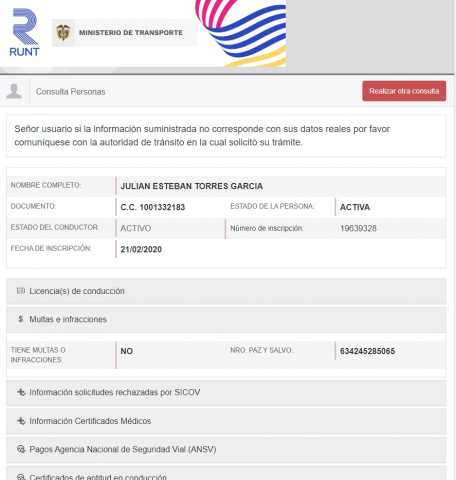 RUNT
MINISTERIO DE TRANSPORTE
Consulta Personas
Realizar otra consulta
Señor usuario si la información suministrada no corresponde con sus datos reales por favor
comuníquese con la autoridad de tránsito en la cual solicitó su trámite.
NOMBRE COMPLETO: JULIAN ESTEBAN TORRES GARCIA
DOCUMENTO: C.C. 1001332183 ESTADO DE LA PERSONA: ACTIVA
ESTADO DEL CONDUCTOR: ACTIVO Número de inscripción: 19639328
FECHA DE INSCRIPCIÓN: 21/02/2020
Licencia(s) de conducción
$ Multas e infracciones
TIENE MULTAS O NO NRO. PAZ Y SALVO: 634245285065
INFRACCIONES:
Información solicitudes rechazadas por SICOV
Información Certificados Médicos
Pagos Agencia Nacional de Seguridad Vial (ANSV)
Certificados de aptitud en conducción